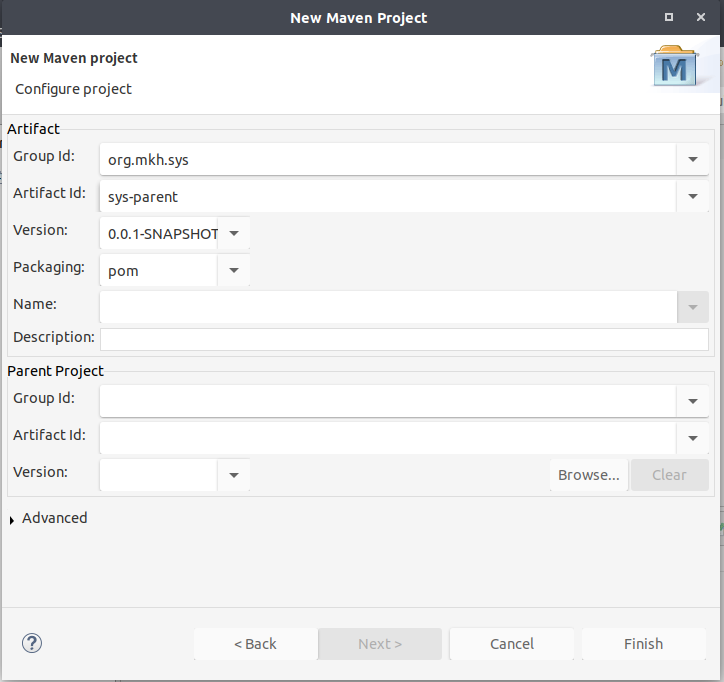 New Maven Project
New Maven project
Configure project
M
Artifact
Group Id: org.mkh.sys
Artifact Id: sys-parent
Version: 0.0.1-SNAPSHOT
Packaging: pom
Name:
Description:
Parent Project
Group Id:
Artifact Id:
Version:
Browse... Clear
Advanced
? < Back Next > Cancel Finish